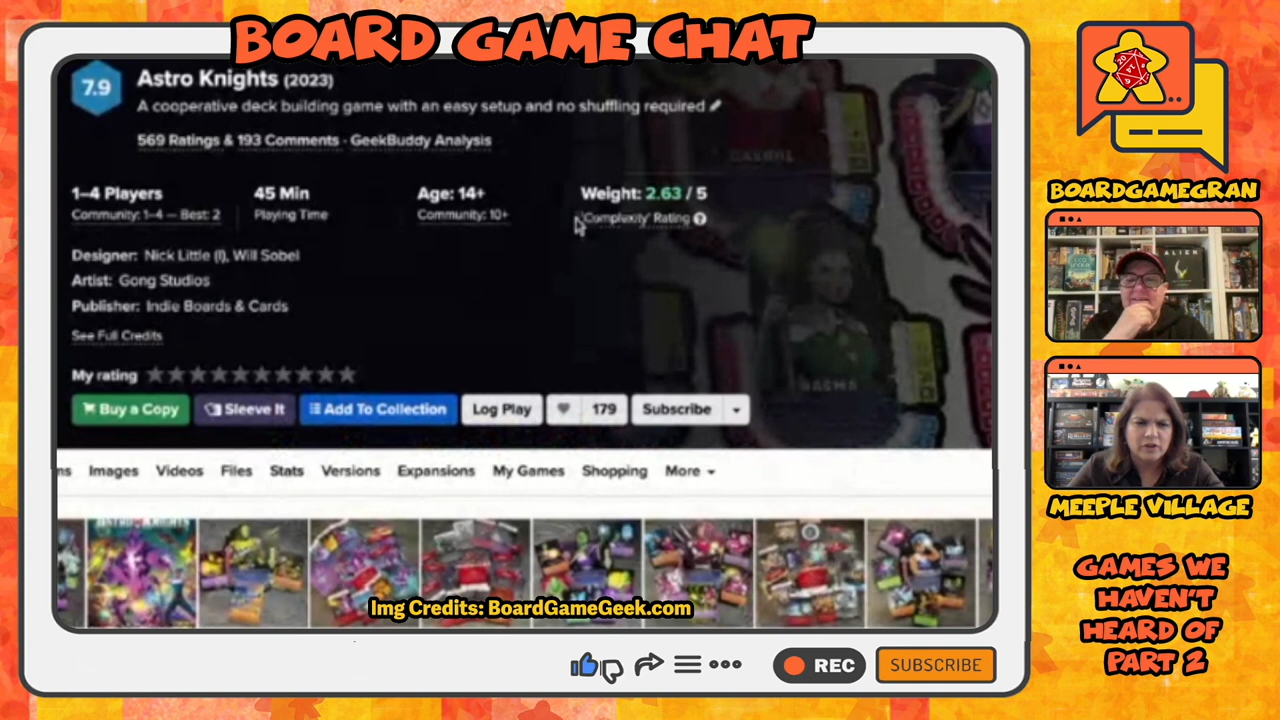 BOARD GAME CHAT
7.9
Astro Knights (2023)
A cooperative deck building game with an easy setup and no shuffling required
569 Ratings & 193 Comments · GeekBuddy Analysis
1–4 Players
45 Min
Age: 14+
Weight: 2.63 / 5
Community: 1–4 — Best: 2
Playing Time
Community: 10+
'Complexity' Rating ?
Designer: Nick Little (I), Will Sobel
Artist: Gong Studios
Publisher: Indie Boards & Cards
See Full Credits
My rating
Buy a Copy
Sleeve It
Add To Collection
Log Play
179
Subscribe
ns Images Videos Files Stats Versions Expansions My Games Shopping More
ASTRO KNIGHTS
Img Credits: BoardGameGeek.com
REC
SUBSCRIBE
BOARDGAMEGRAN
ALIEN
MEEPLE VILLAGE
GAMES WE
HAVEN'T
HEARD OF
PART 2